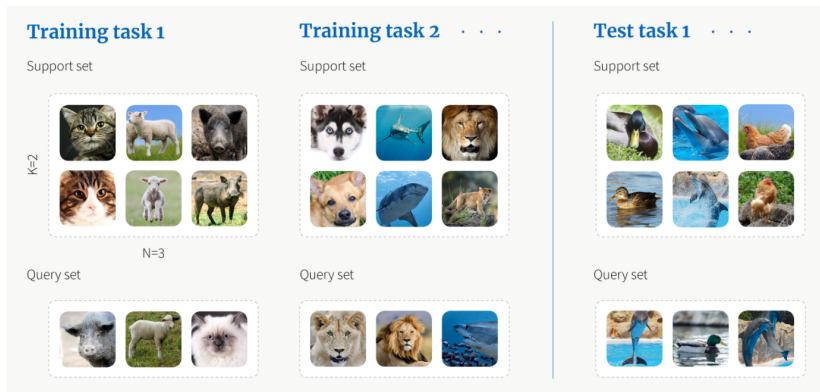 Training task 1
Training task 2 . . .
Test task 1 . . .
Support set
Support set
Support set
K=2
N=3
Query set
Query set
Query set